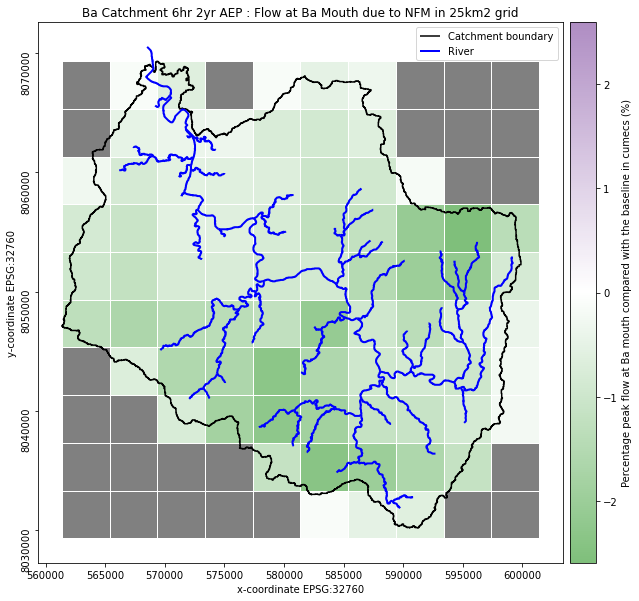 Ba Catchment 6hr 2yr AEP : Flow at Ba Mouth due to NFM in 25km2 grid
Catchment boundary
River
8070000
8060000
8050000
8040000
8030000
y-coordinate EPSG:32760
560000 565000 570000 575000 580000 585000 590000 595000 600000
x-coordinate EPSG:32760
2
1
0
−1
−2
Percentage peak flow at Ba mouth compared with the baseline in cumecs (%)